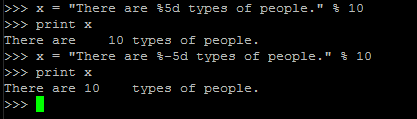 >>> x = "There are %5d types of people." % 10
>>> print x
There are    10 types of people.
>>> x = "There are %-5d types of people." % 10
>>> print x
There are 10    types of people.
>>>